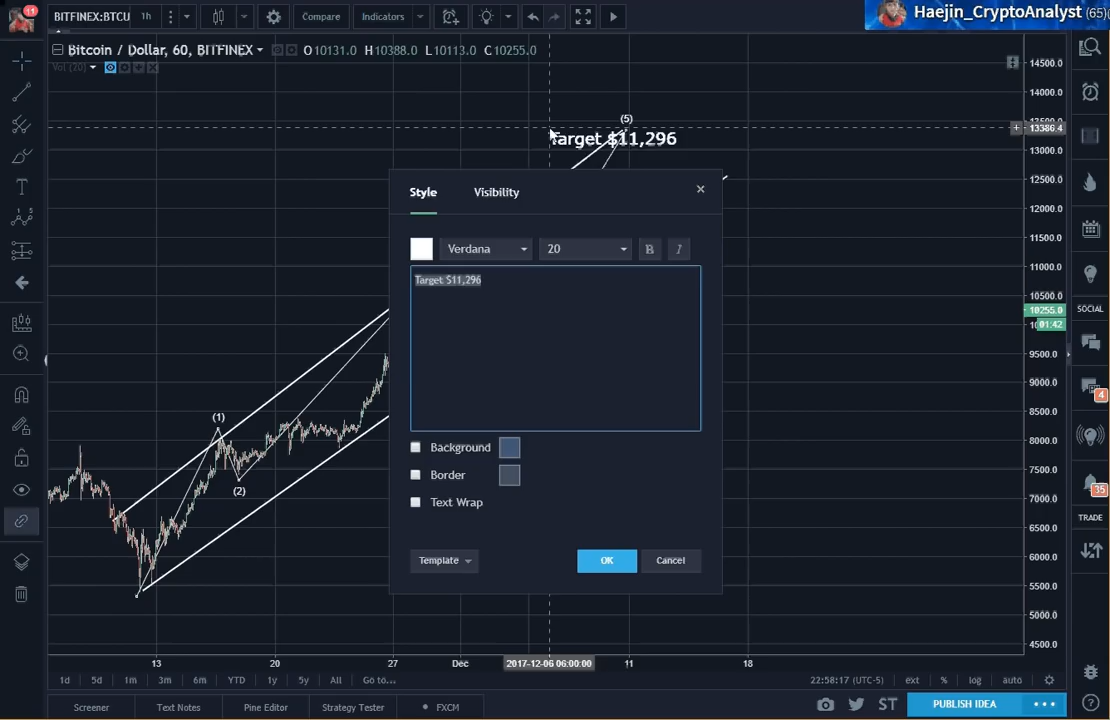 11
BITFINEX:BTCU 1h Compare Indicators
Haejin_CryptoAnalyst (65)
Bitcoin / Dollar, 60, BITFINEX O10131.0 H10388.0 L10113.0 C10255.0
Vol (20)
14500.0
14000.0
(5)
13386.4
Target $11,296
13000.0
12500.0
12000.0
11500.0
11000.0
10500.0
10255.0
01:42
9500.0
9000.0
8500.0
8000.0
7500.0
7000.0
6500.0
6000.0
5500.0
5000.0
4500.0
Style Visibility
Verdana 20 B I
Target $11,296
Background
Border
Text Wrap
Template OK Cancel
(1)
(2)
13 20 27 Dec 2017-12-06 06:00:00 11 18
1d 5d 1m 3m 6m YTD 1y 5y All Go to... 22:58:17 (UTC-5) ext % log auto
Screener Text Notes Pine Editor Strategy Tester FXCM ST PUBLISH IDEA
SOCIAL
4
35
TRADE